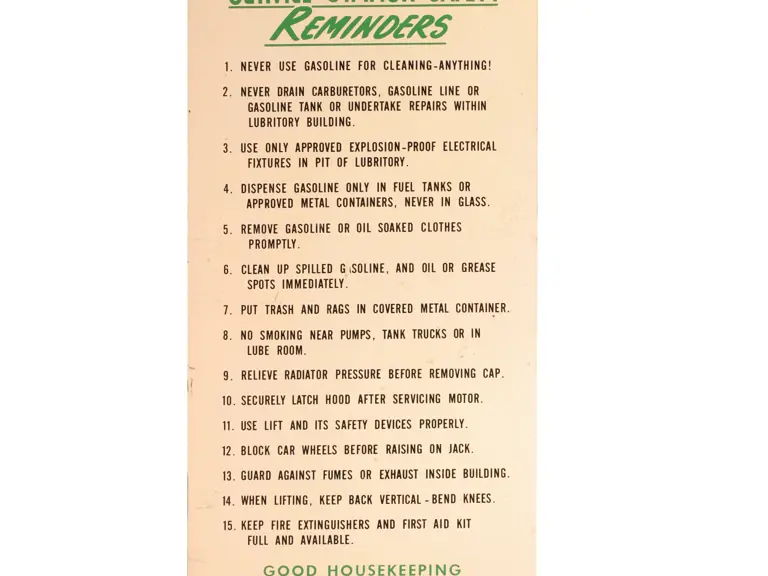 SERVICE STATION SAFETY
REMINDERS
1. NEVER USE GASOLINE FOR CLEANING-ANYTHING!
2. NEVER DRAIN CARBURETORS, GASOLINE LINE OR
GASOLINE TANK OR UNDERTAKE REPAIRS WITHIN
LUBRITORY BUILDING.
3. USE ONLY APPROVED EXPLOSION-PROOF ELECTRICAL
FIXTURES IN PIT OF LUBRITORY.
4. DISPENSE GASOLINE ONLY IN FUEL TANKS OR
APPROVED METAL CONTAINERS, NEVER IN GLASS.
5. REMOVE GASOLINE OR OIL SOAKED CLOTHES
PROMPTLY.
6. CLEAN UP SPILLED GASOLINE, AND OIL OR GREASE
SPOTS IMMEDIATELY.
7. PUT TRASH AND RAGS IN COVERED METAL CONTAINER.
8. NO SMOKING NEAR PUMPS, TANK TRUCKS OR IN
LUBE ROOM.
9. RELIEVE RADIATOR PRESSURE BEFORE REMOVING CAP.
10. SECURELY LATCH HOOD AFTER SERVICING MOTOR.
11. USE LIFT AND ITS SAFETY DEVICES PROPERLY.
12. BLOCK CAR WHEELS BEFORE RAISING ON JACK.
13. GUARD AGAINST FUMES OR EXHAUST INSIDE BUILDING.
14. WHEN LIFTING, KEEP BACK VERTICAL-BEND KNEES.
15. KEEP FIRE EXTINGUISHERS AND FIRST AID KIT
FULL AND AVAILABLE.
GOOD HOUSEKEEPING